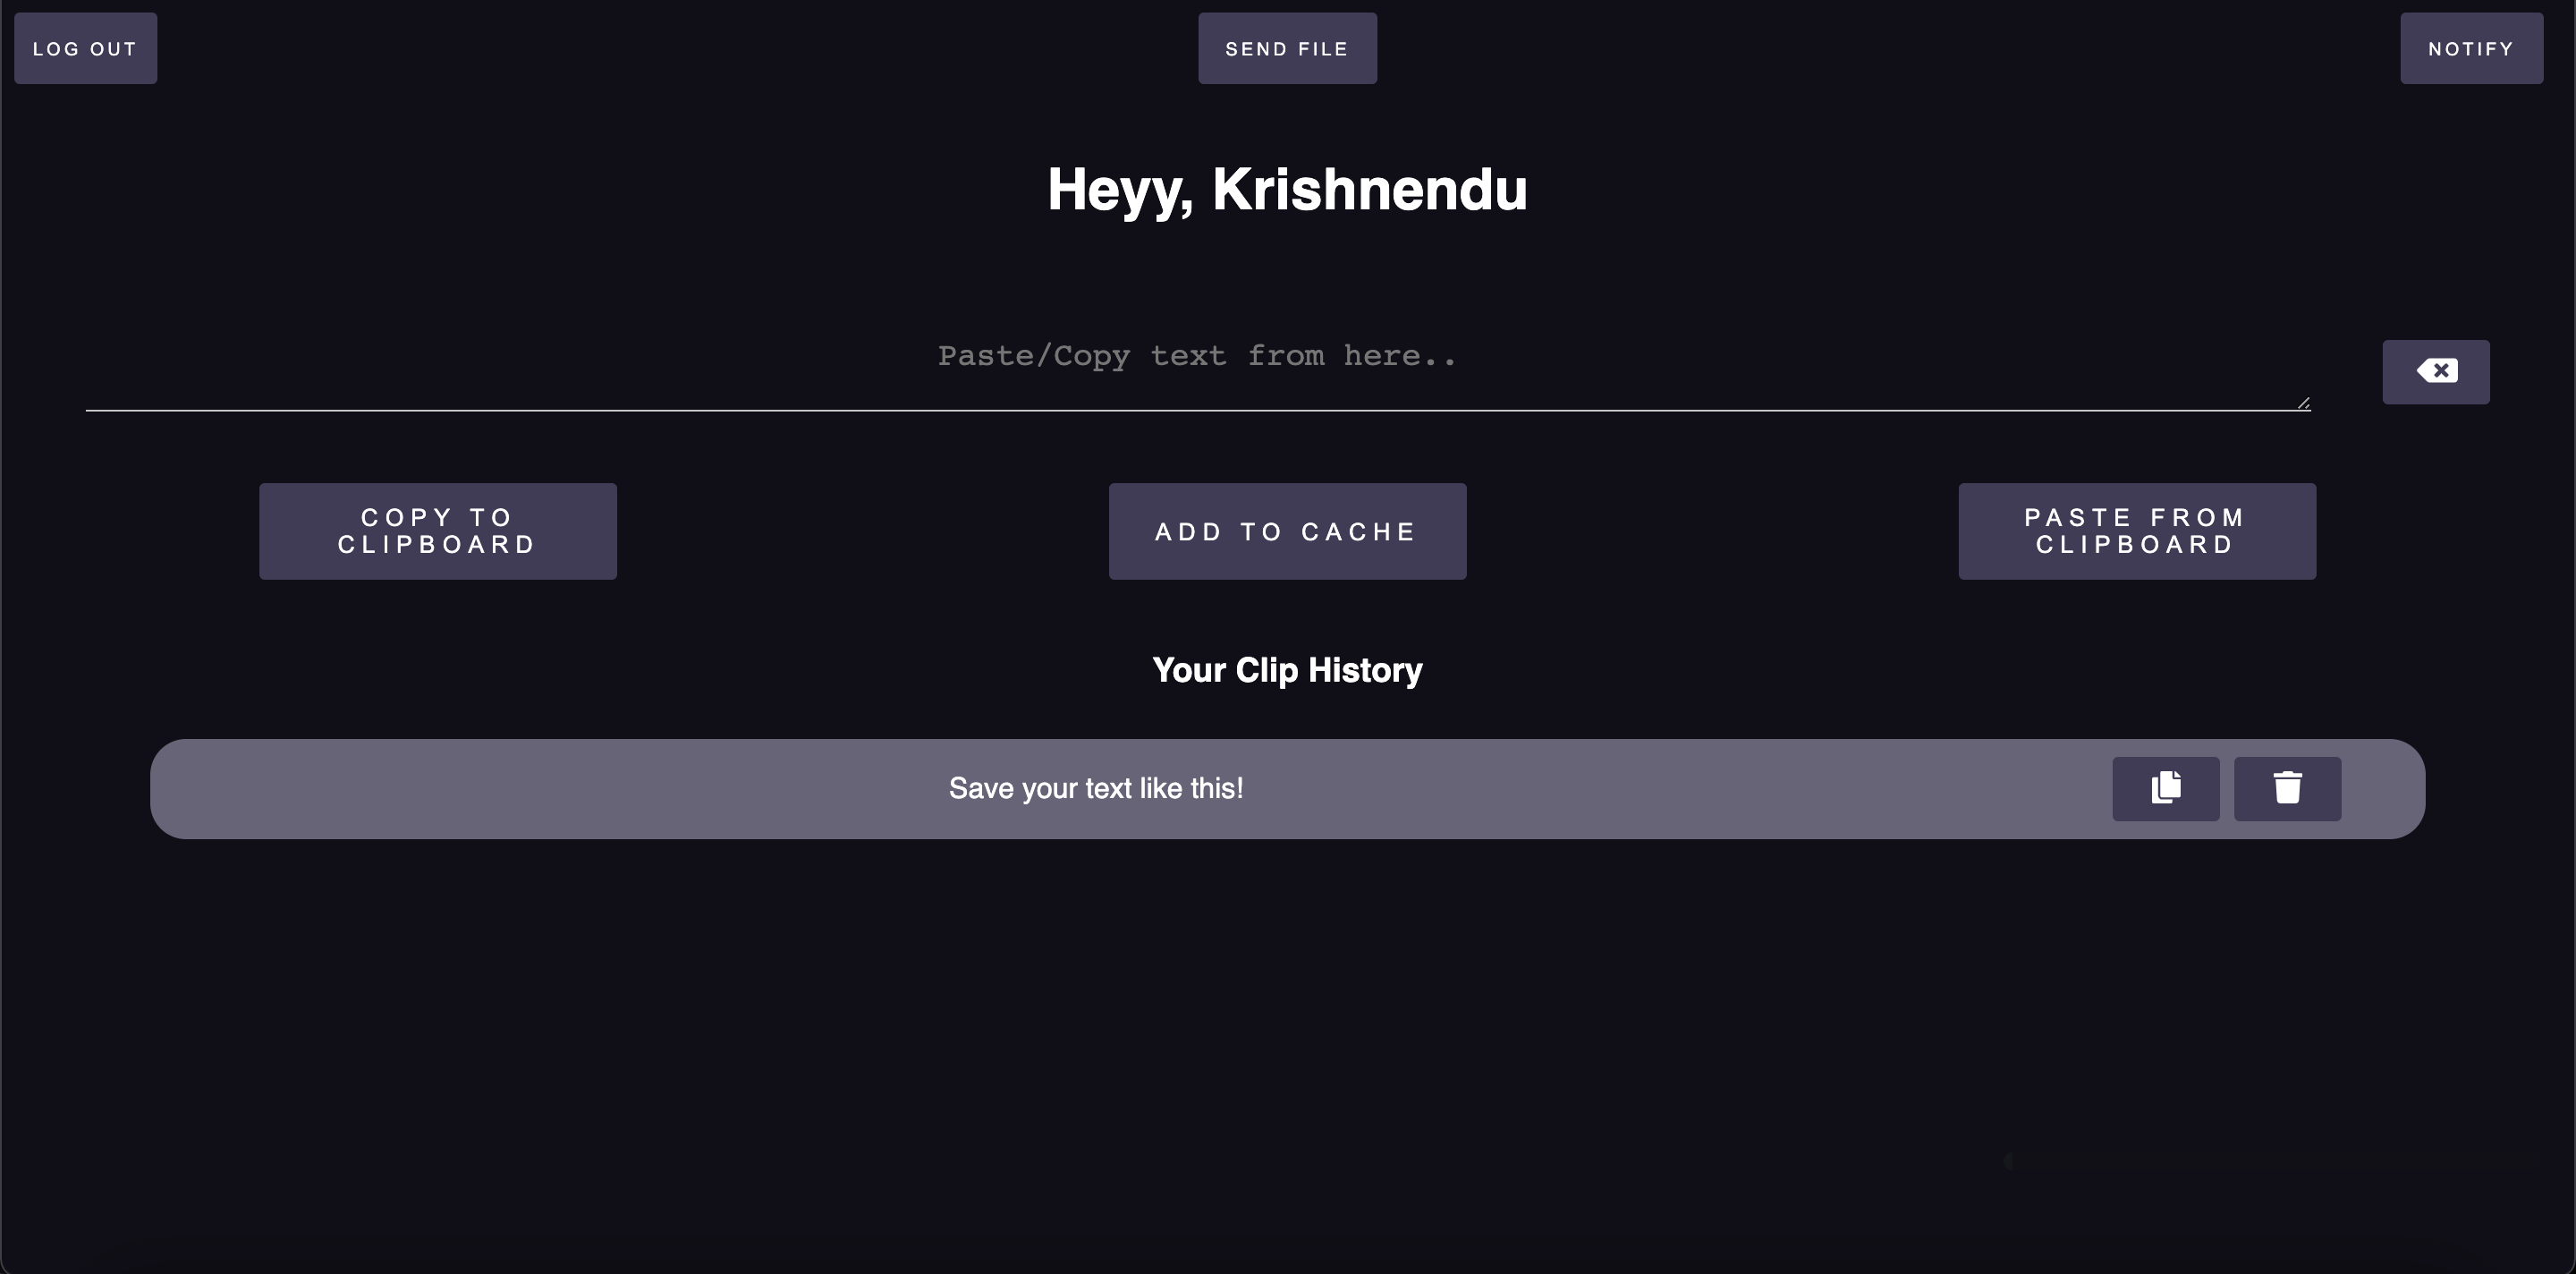 LOG OUT
SEND FILE
NOTIFY
Heyy, Krishnendu
Paste/Copy text from here..
COPY TO
CLIPBOARD
ADD TO CACHE
PASTE FROM
CLIPBOARD
Your Clip History
Save your text like this!